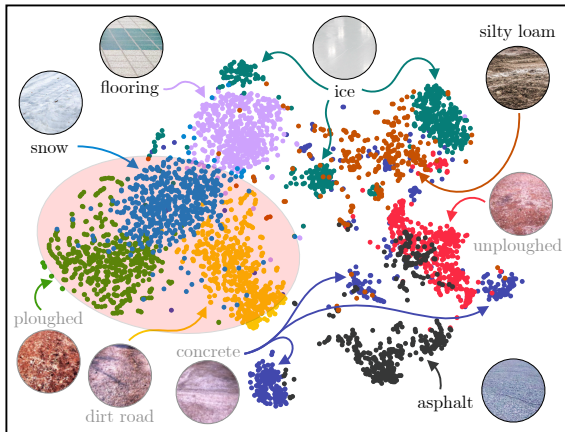 silty loam
flooring
ice
snow
unploughed
ploughed
concrete
dirt road
asphalt